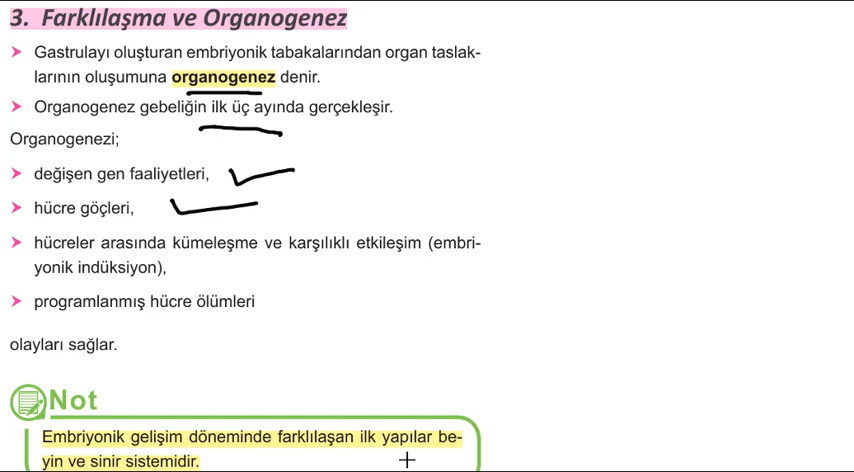 3. Farklılaşma ve Organogenez
Gastrulayı oluşturan embriyonik tabakalarından organ taslak-
larının oluşumuna organogenez denir.
Organogenez gebeliğin ilk üç ayında gerçekleşir.
Organogenezi;
değişen gen faaliyetleri,
hücre göçleri,
hücreler arasında kümeleşme ve karşılıklı etkileşim (embri-
yonik indüksiyon),
programlanmış hücre ölümleri
olayları sağlar.
Not
Embriyonik gelişim döneminde farklılaşan ilk yapılar be-
yin ve sinir sistemidir.